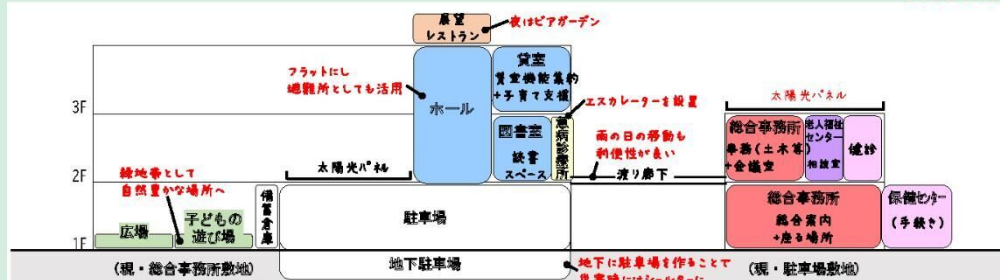 展望
レストラン
夜はビアガーデン
フラットにし
避難所としても活用
ホール
貸室
貸室機能集約
+子育て支援
3F
エスカレーターを設置
太陽光パネル
図書室
読書
スペース
急病診療所
雨の日の移動も
利便性が良い
総合事務所
事務(土木等)
+会議室
老人福祉
センター
相談室
健診
緑地帯として
自然豊かな場所へ
太陽光パネル
2F
渡り廊下
備蓄倉庫
駐車場
総合事務所
総合案内
+座る場所
保健センター
(手続き)
広場
子どもの
遊び場
1F
(現・総合事務所敷地)
地下駐車場
地下に駐車場を作ることで
(現・駐車場敷地)